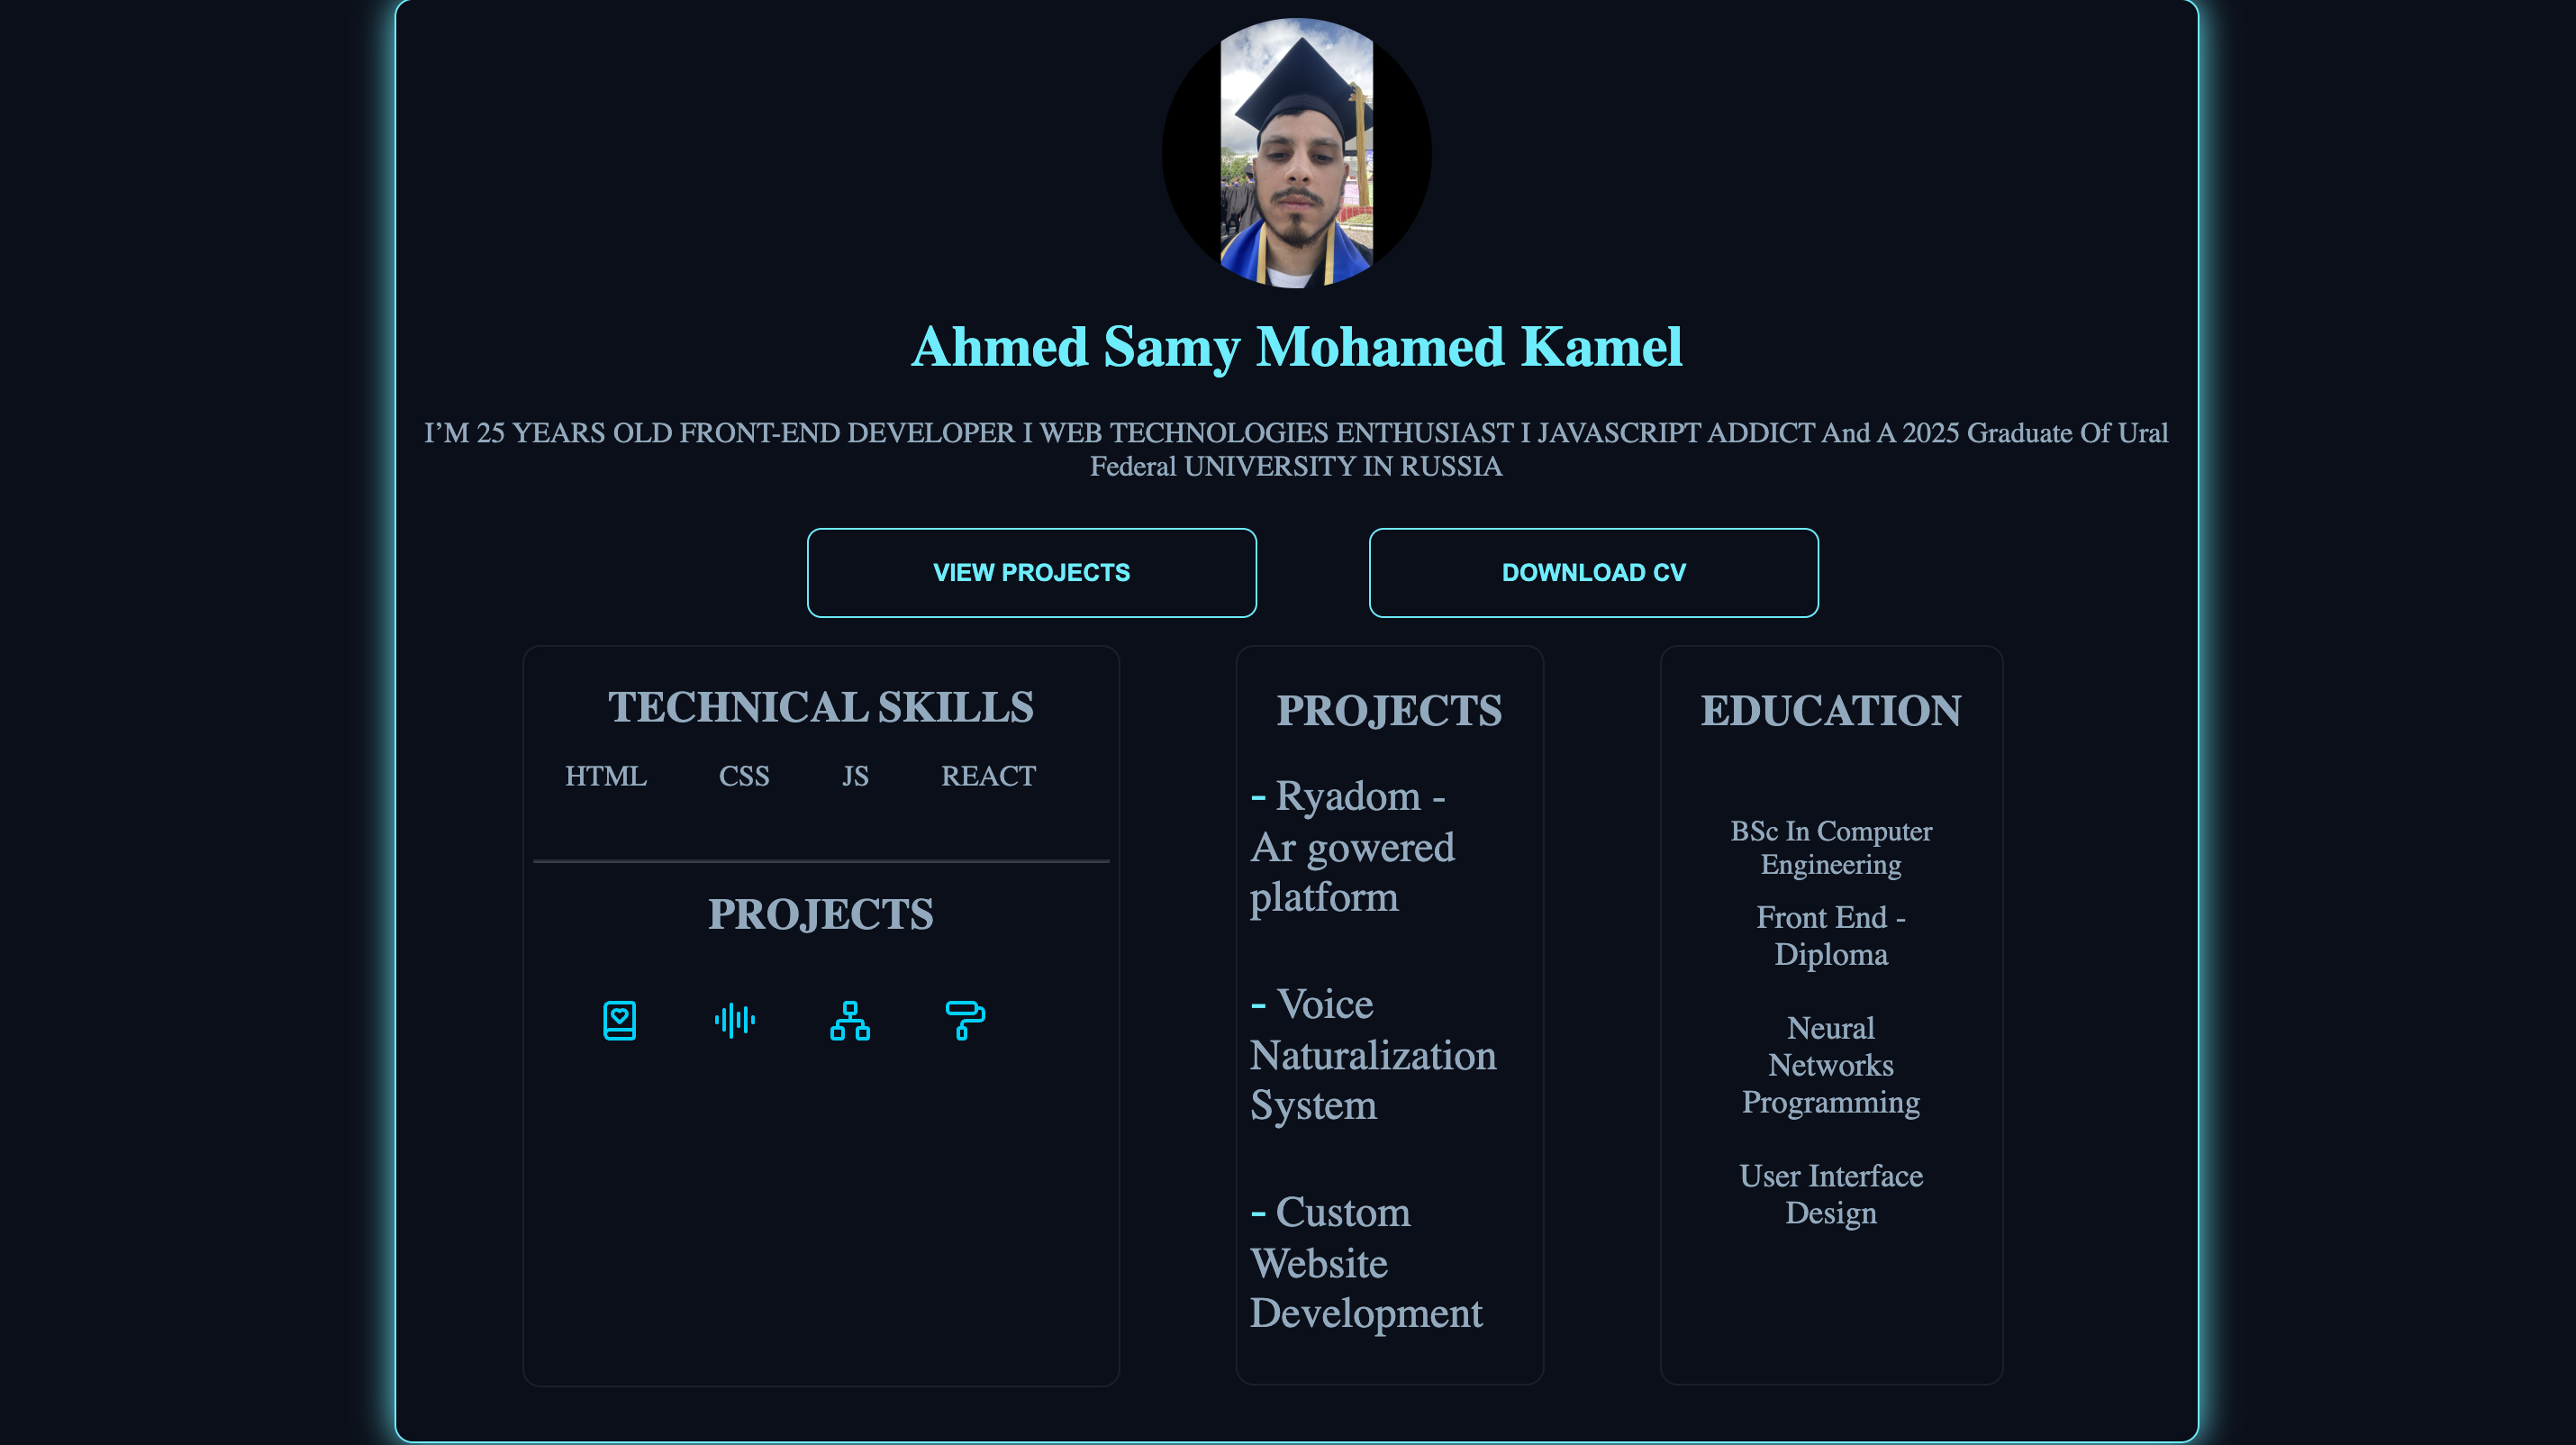 Ahmed Samy Mohamed Kamel
I’M 25 YEARS OLD FRONT-END DEVELOPER I WEB TECHNOLOGIES ENTHUSIAST I JAVASCRIPT ADDICT And A 2025 Graduate Of Ural
Federal UNIVERSITY IN RUSSIA
VIEW PROJECTS
DOWNLOAD CV
TECHNICAL SKILLS
HTML CSS JS REACT
PROJECTS
PROJECTS
- Ryadom -
Ar gowered
platform
- Voice
Naturalization
System
- Custom
Website
Development
EDUCATION
BSc In Computer
Engineering
Front End -
Diploma
Neural
Networks
Programming
User Interface
Design